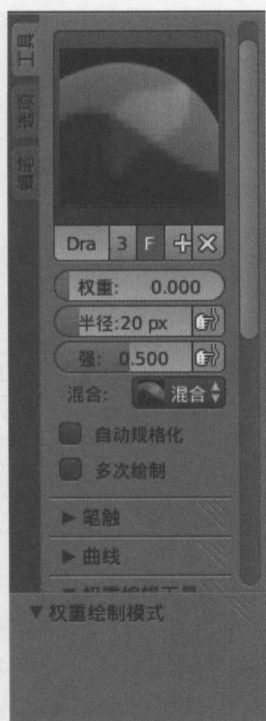 工具
选项
Dra 3 F
权重: 0.000
半径:20 px
强: 0.500
混合: 混合
自动规格化
多次绘制
▶ 笔触
▶ 曲线
▼ 权重绘制模式